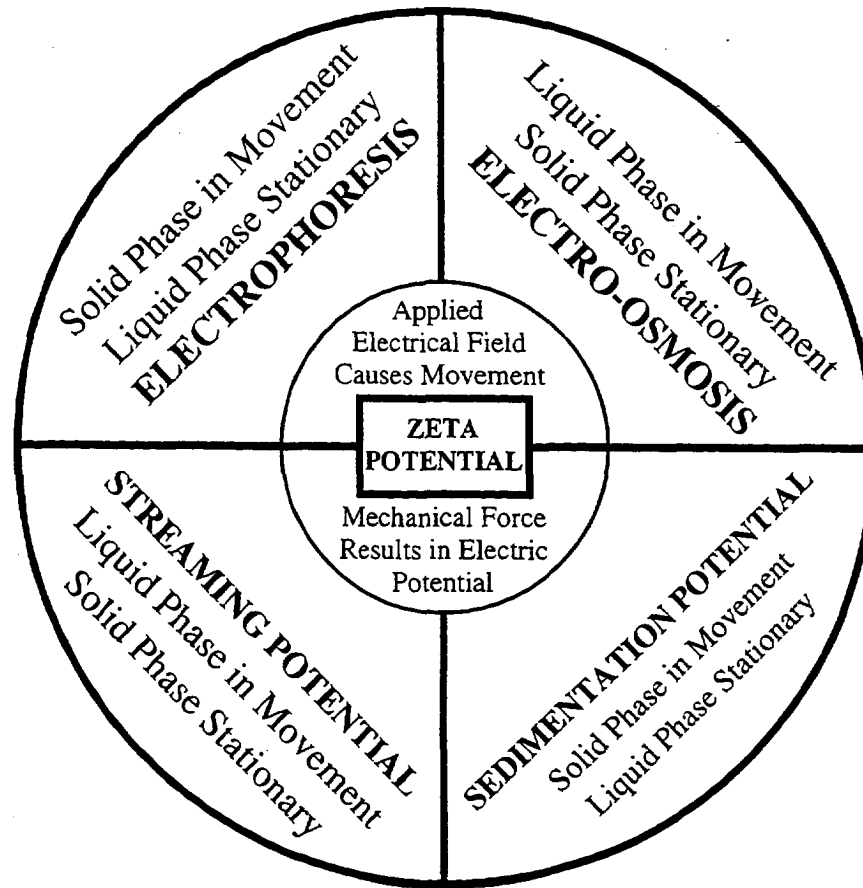 Solid Phase in Movement
Liquid Phase Stationary
ELECTROPHORESIS
Liquid Phase in Movement
Solid Phase Stationary
ELECTRO-OSMOSIS
Applied
Electrical Field
Causes Movement
ZETA
POTENTIAL
Mechanical Force
Results in Electric
Potential
STREAMING POTENTIAL
Liquid Phase in Movement
Solid Phase Stationary
SEDIMENTATION POTENTIAL
Solid Phase in Movement
Liquid Phase Stationary